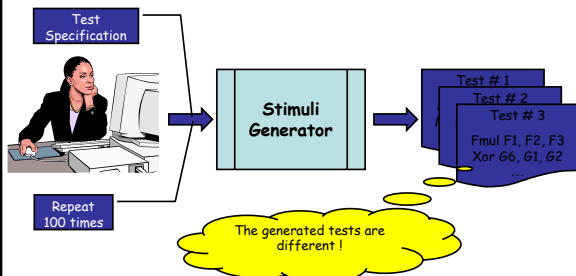 Test
Specification
Stimuli
Generator
Test # 1
Test # 2
Test # 3
Fmul F1, F2, F3
Xor G6, G1, G2
...
Repeat
100 times
The generated tests are
different !